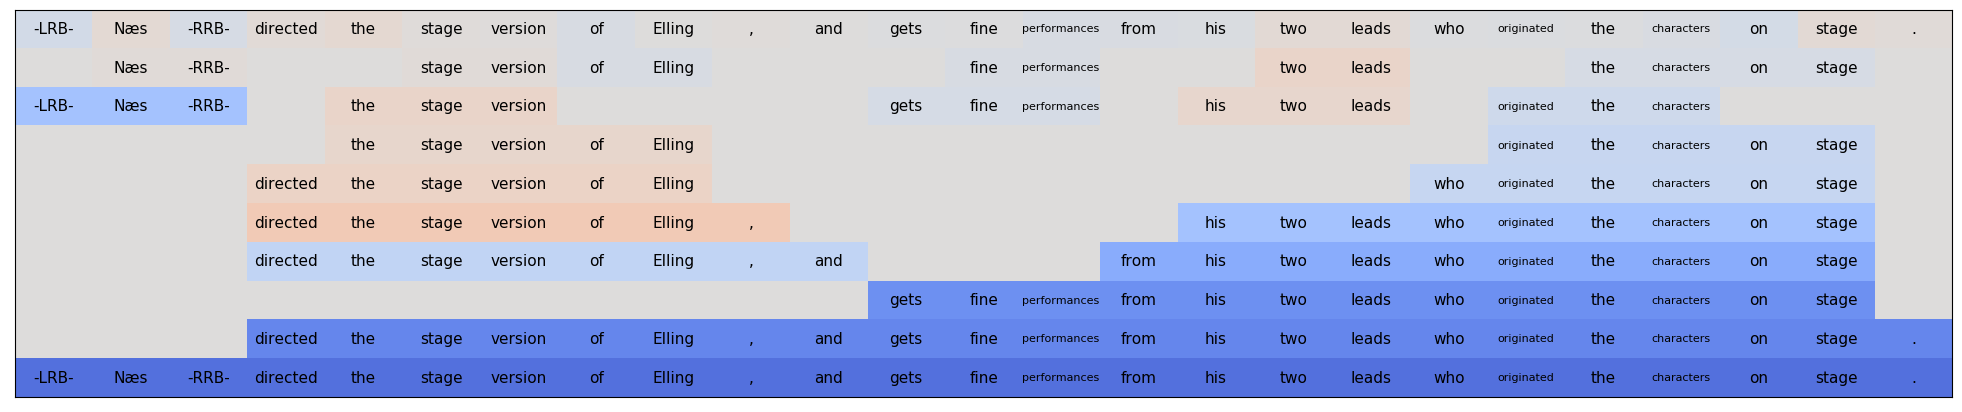 -LRB- Næs -RRB- directed the stage version of Elling , and gets fine performances from his two leads who originated the characters on stage .
Næs -RRB- stage version of Elling fine performances two leads the characters on stage
-LRB- Næs -RRB- the stage version gets fine performances his two leads originated the characters
the stage version of Elling originated the characters on stage
directed the stage version of Elling who originated the characters on stage
directed the stage version of Elling , his two leads who originated the characters on stage
directed the stage version of Elling , and from his two leads who originated the characters on stage
gets fine performances from his two leads who originated the characters on stage
directed the stage version of Elling , and gets fine performances from his two leads who originated the characters on stage .
-LRB- Næs -RRB- directed the stage version of Elling , and gets fine performances from his two leads who originated the characters on stage .